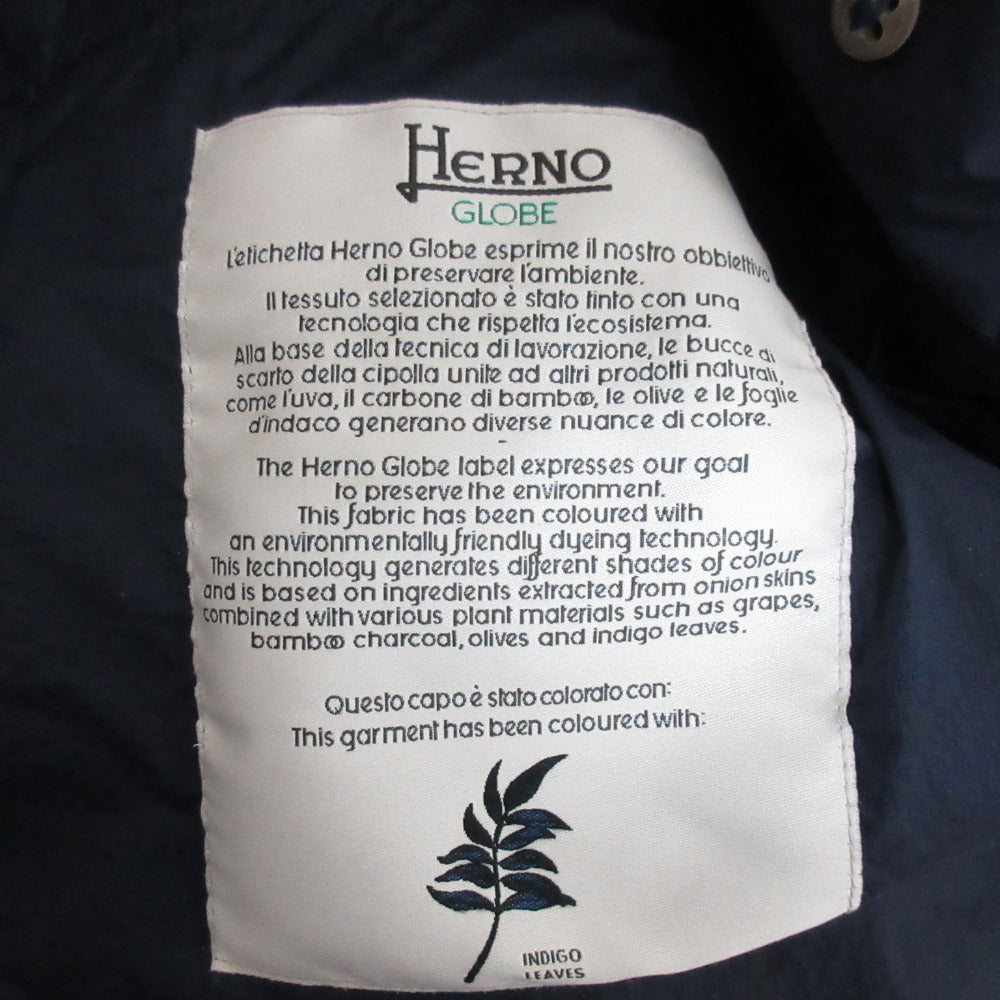 HERNO
GLOBE
L'etichetta Herno Globe esprime il nostro obbiettivo
di preservare l'ambiente.
Il tessuto selezionato è stato tinto con una
tecnologia che rispetta l'ecosistema.
Alla base della tecnica di lavorazione, le bucce di
scarto della cipolla unite ad altri prodotti naturali,
come l'uva, il carbone di bamboo, le olive e le foglie
d'indaco generano diverse nuance di colore.
-
The Herno Globe label expresses our goal
to preserve the environment.
This fabric has been coloured with
an environmentally friendly dyeing technology.
This technology generates different shades of colour
and is based on ingredients extracted from onion skins
combined with various plant materials such as grapes,
bamboo charcoal, olives and indigo leaves.
Questo capo è stato colorato con:
This garment has been coloured with:
INDIGO
LEAVES